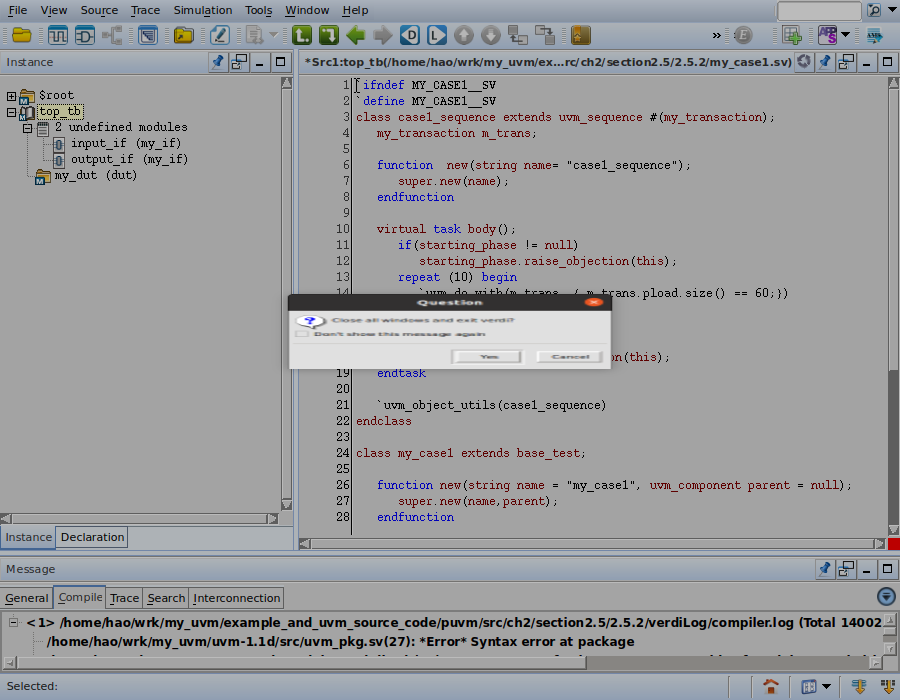 File View Source Trace Simulation Tools Window Help
D L » E APPS
Instance
*Src1:top_tb(/home/hao/wrk/my_uvm/ex...rc/ch2/section2.5/2.5.2/my_case1.sv)
$root
top_tb
2 undefined modules
input_if (my_if)
output_if (my_if)
my_dut (dut)
1 `ifndef MY_CASE1__SV
2 `define MY_CASE1__SV
3 class case1_sequence extends uvm_sequence #(my_transaction);
4 my_transaction m_trans;
5
6 function  new(string name= "case1_sequence");
7 super.new(name);
8 endfunction
9
10 virtual task body();
11 if(starting_phase != null)
12 starting_phase.raise_objection(this);
13 repeat (10) begin
14 `uvm_do_with(m_trans, { m_trans.pload.size() == 60;})
Question
Close all windows and exit verdi?
Don't show this message again
Yes Cancel
on(this);
19 endtask
20
21 `uvm_object_utils(case1_sequence)
22 endclass
23
24 class my_case1 extends base_test;
25
26 function new(string name = "my_case1", uvm_component parent = null);
27 super.new(name,parent);
28 endfunction
Instance Declaration
Message
General Compile Trace Search Interconnection
<1> /home/hao/wrk/my_uvm/example_and_uvm_source_code/puvm/src/ch2/section2.5/2.5.2/verdiLog/compiler.log (Total 14002
/home/hao/wrk/my_uvm/uvm-1.1d/src/uvm_pkg.sv(27): *Error* Syntax error at package
Selected: